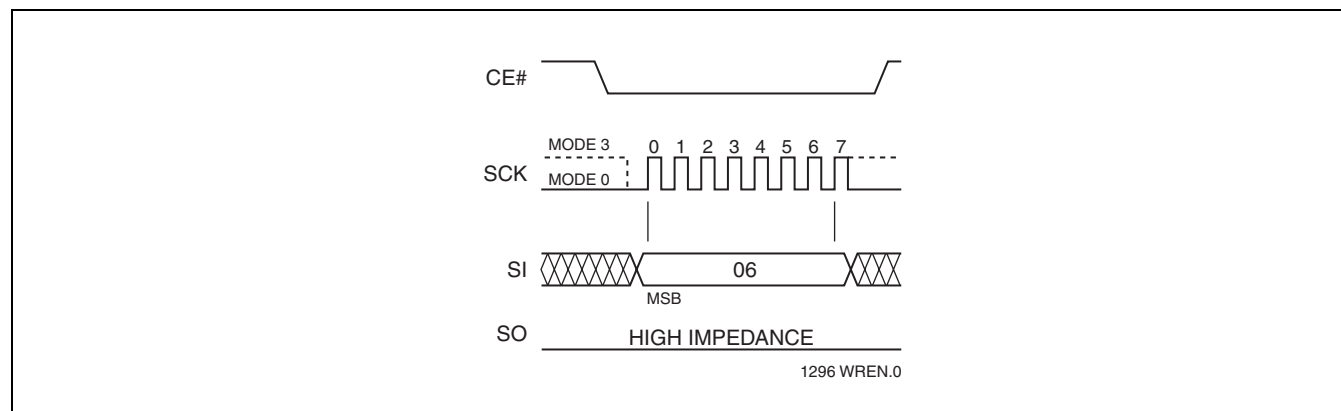 CE#
MODE 3
0 1 2 3 4 5 6 7
SCK
MODE 0
SI
06
MSB
SO
HIGH IMPEDANCE
1296 WREN.0